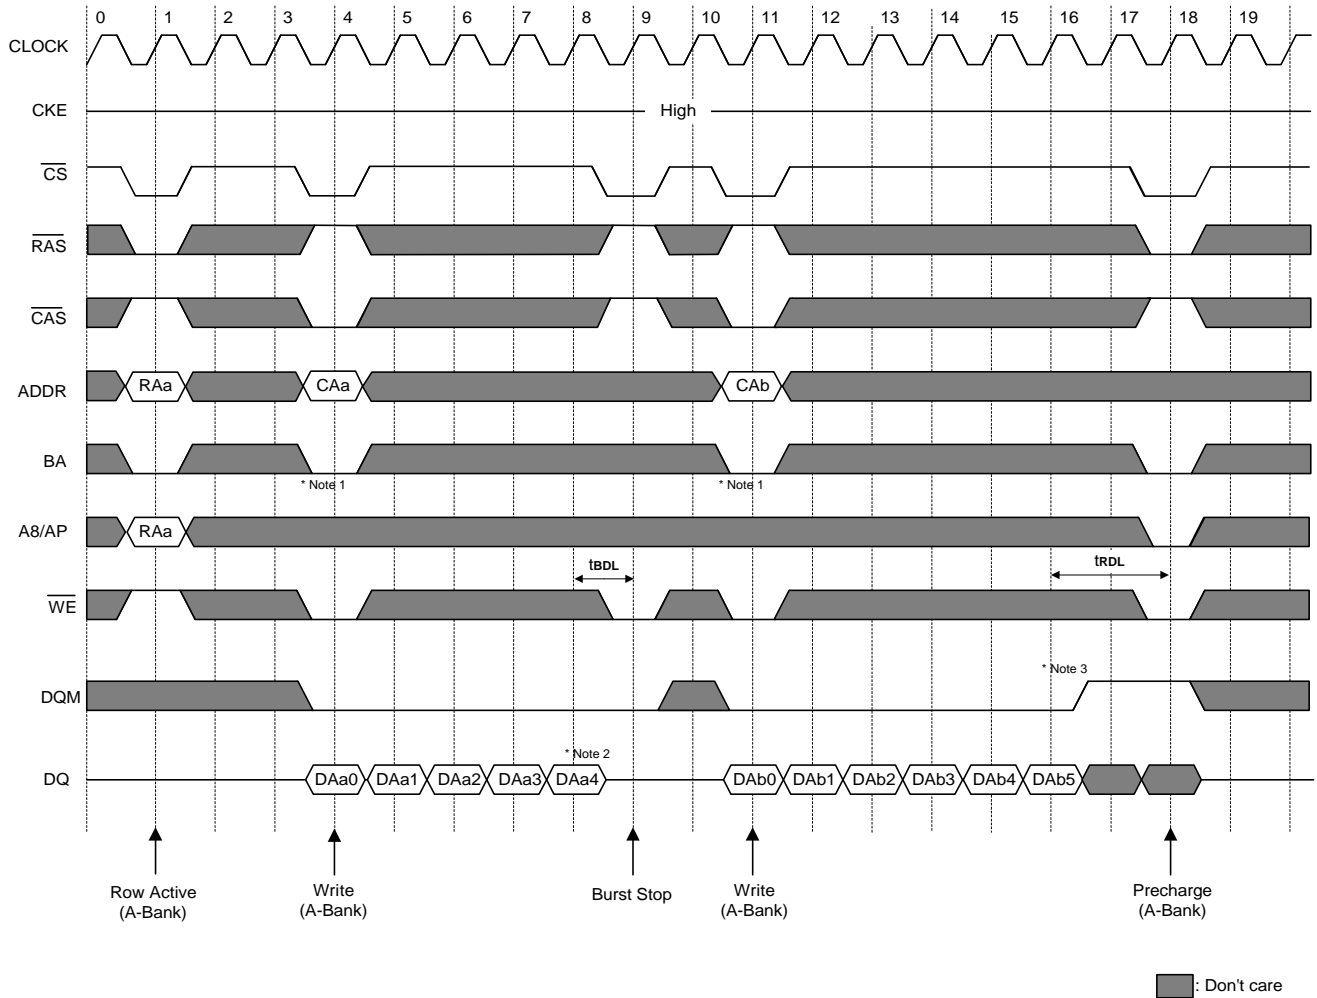 0 1 2 3 4 5 6 7 8 9 10 11 12 13 14 15 16 17 18 19
CLOCK
CKE High
CS
RAS
CAS
ADDR RAa CAa CAb
BA
* Note 1 * Note 1
A8/AP RAa
tBDL tRDL
WE
* Note 3
DQM
* Note 2
DQ DAa0 DAa1 DAa2 DAa3 DAa4 DAb0 DAb1 DAb2 DAb3 DAb4 DAb5
Row Active Write Burst Stop Write Precharge
(A-Bank) (A-Bank) (A-Bank) (A-Bank)
: Don't care